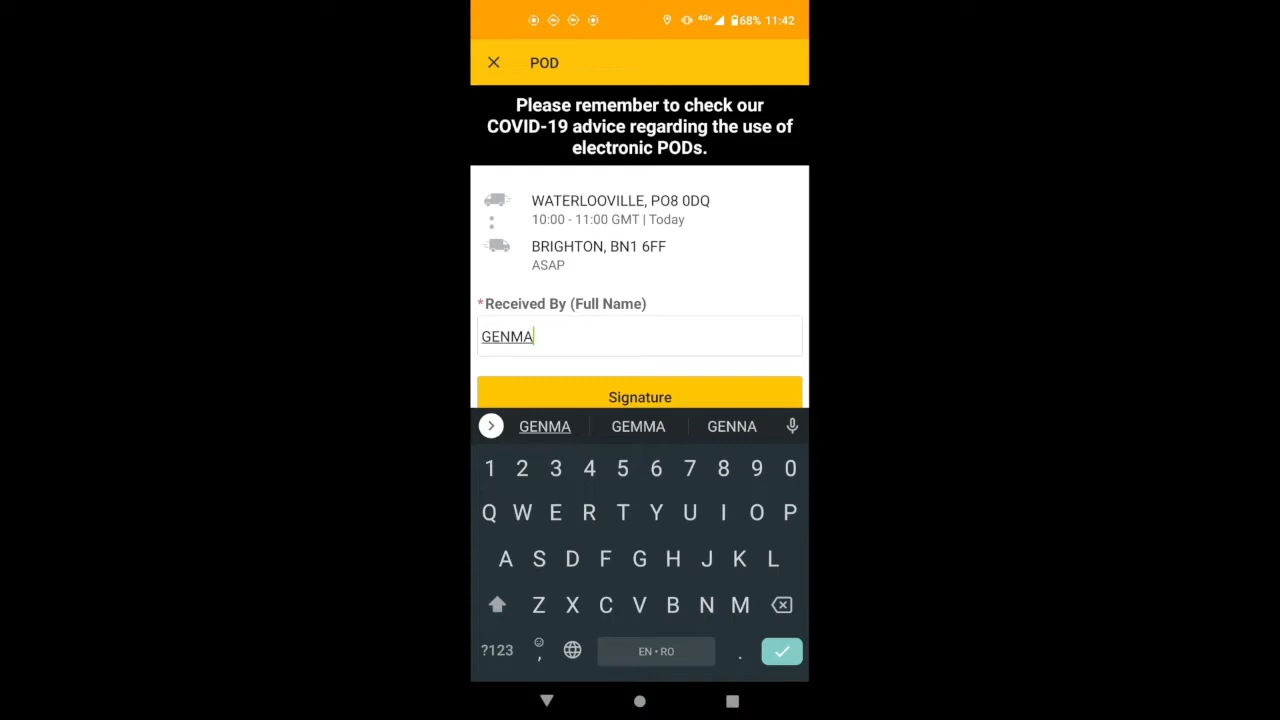 4G+ 68% 11:42
POD
Please remember to check our
COVID-19 advice regarding the use of
electronic PODs.
WATERLOOVILLE, PO8 0DQ
10:00 - 11:00 GMT | Today
BRIGHTON, BN1 6FF
ASAP
*Received By (Full Name)
GENMA
Signature
GENMA GEMMA GENNA
1 2 3 4 5 6 7 8 9 0
Q W E R T Y U I O P
A S D F G H J K L
Z X C V B N M
?123 , EN • RO .